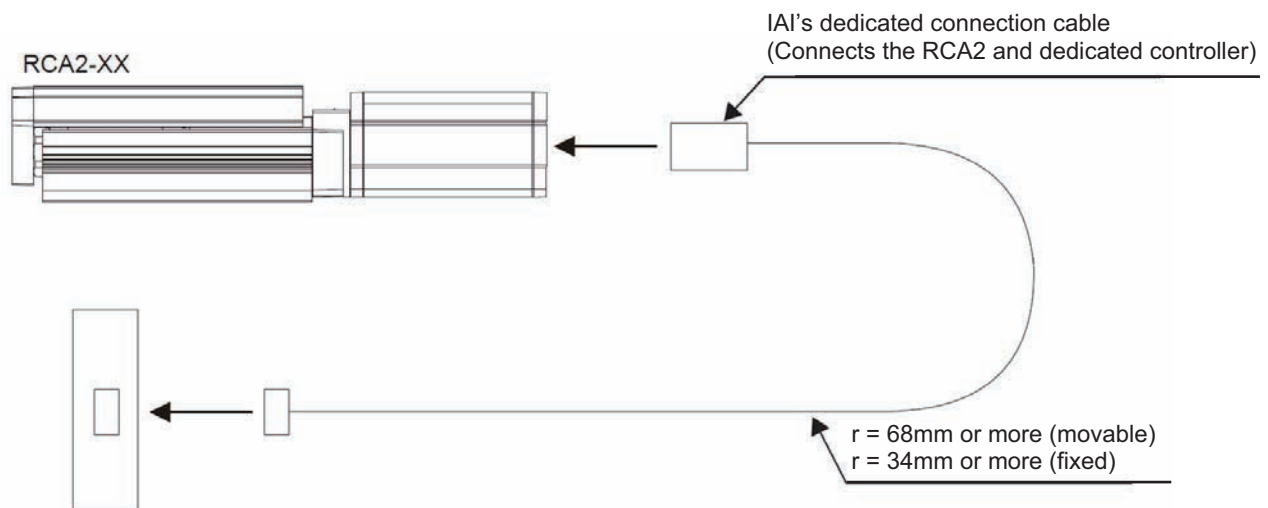 IAI’s dedicated connection cable
(Connects the RCA2 and dedicated controller)
RCA2-XX
r = 68mm or more (movable)
r = 34mm or more (fixed)